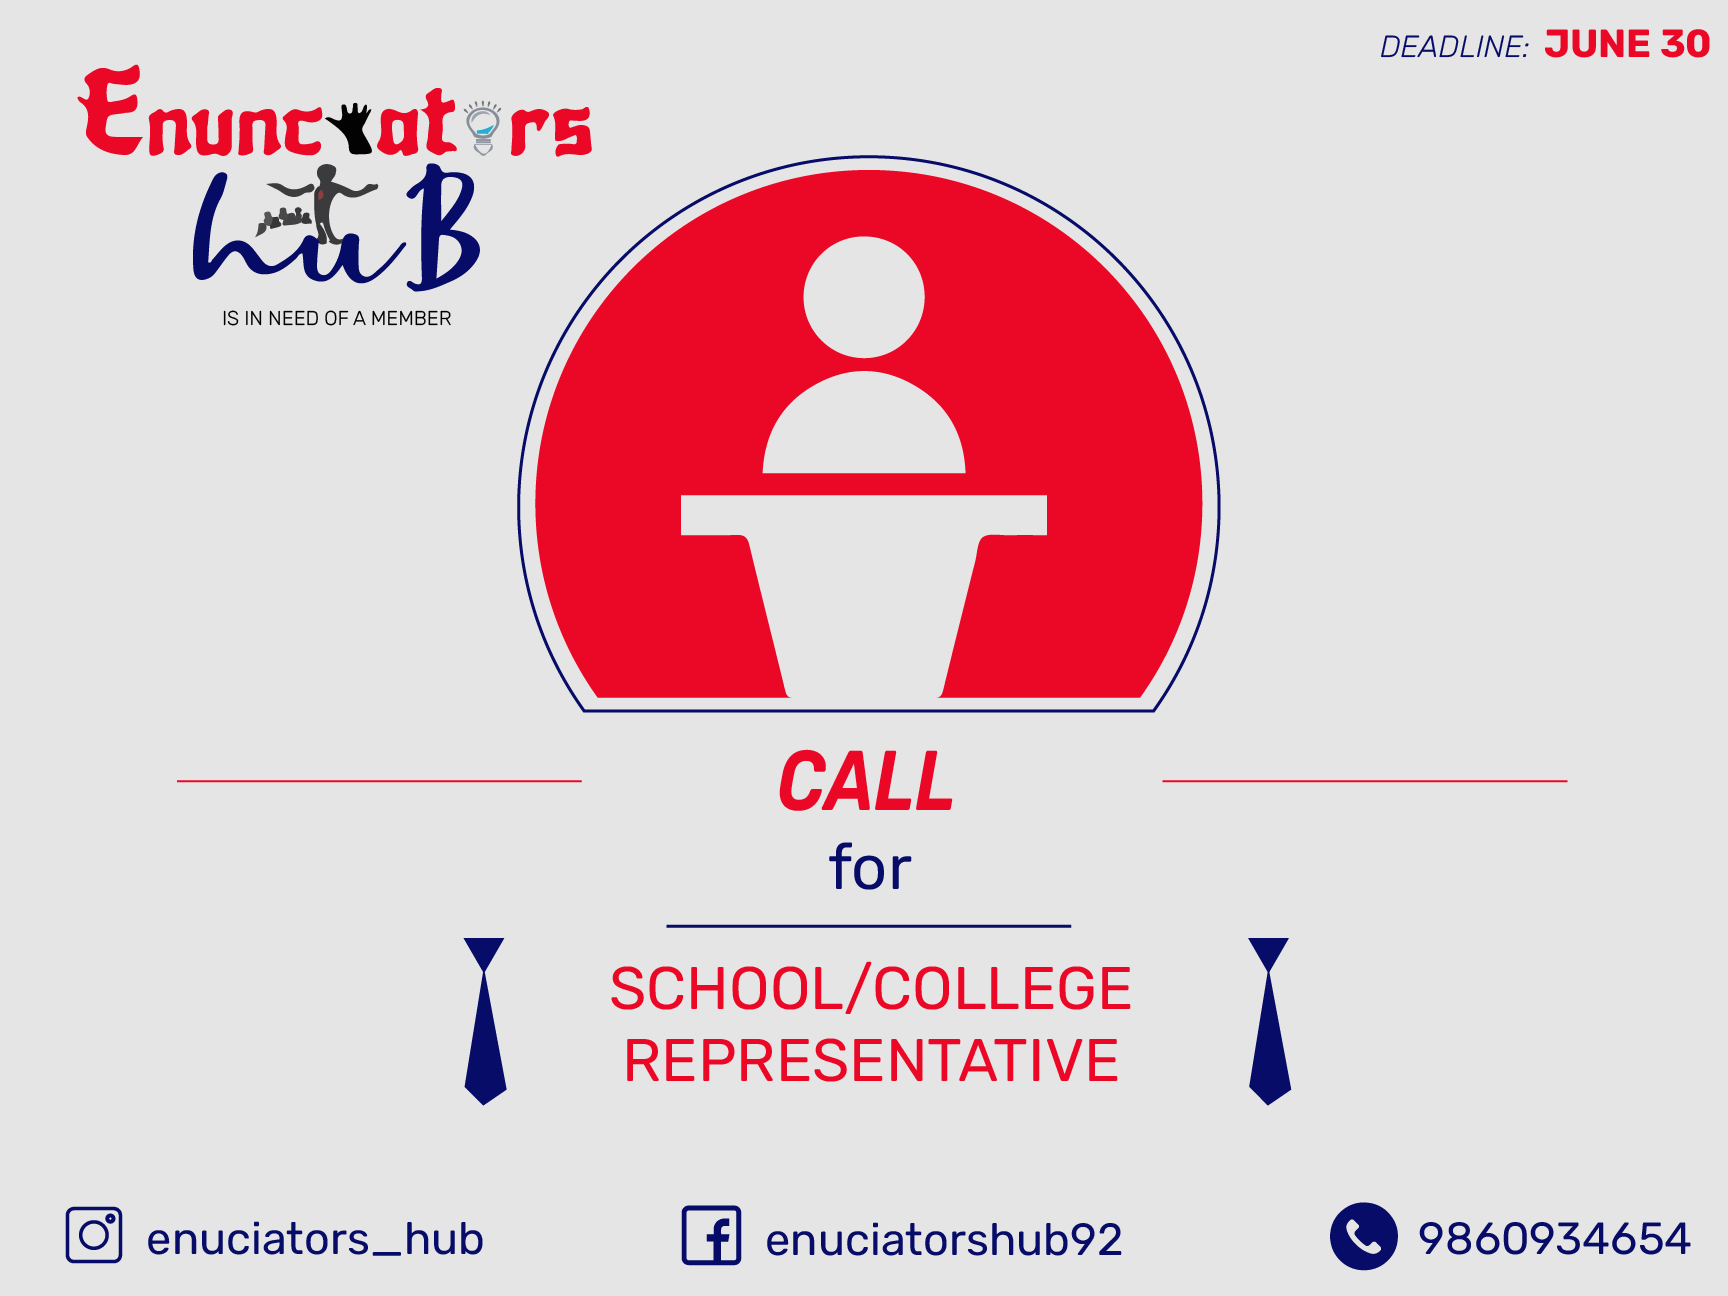 DEADLINE: JUNE 30
Enunciators
huB
IS IN NEED OF A MEMBER
CALL
for
SCHOOL/COLLEGE
REPRESENTATIVE
enuciators_hub
enuciatorshub92
9860934654